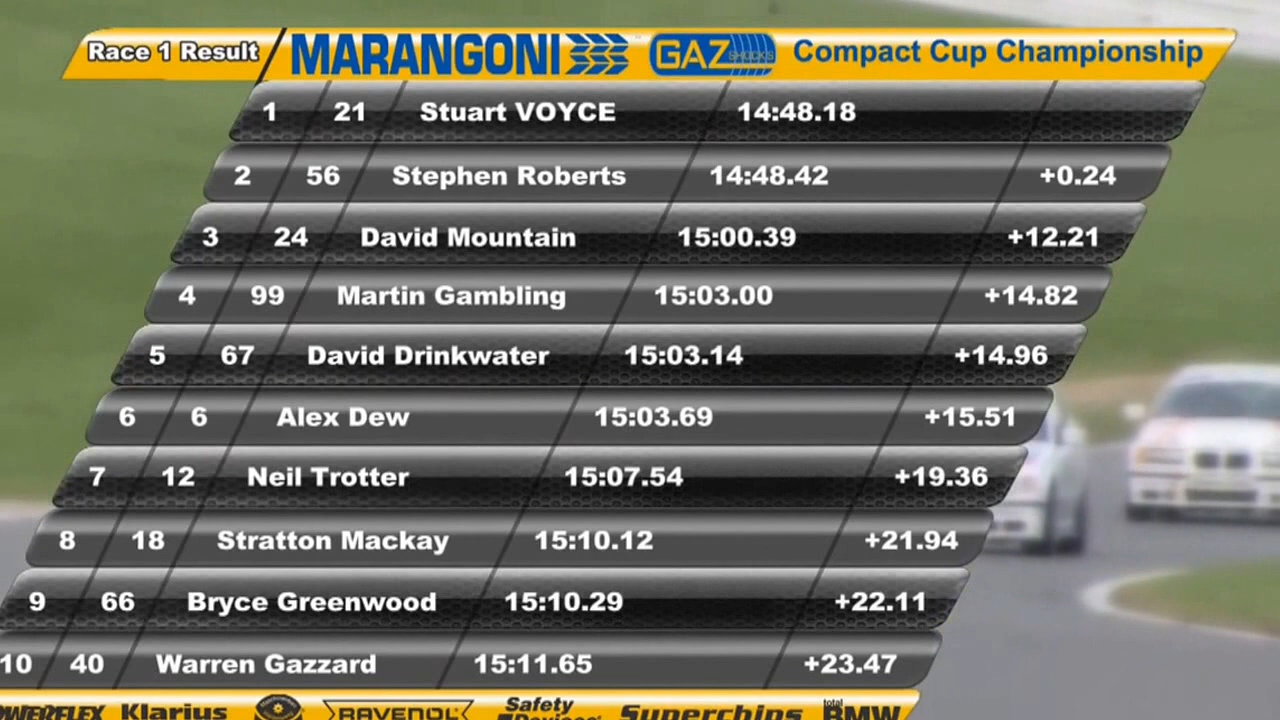 Race 1 Result MARANGONI GAZ SHOCKS Compact Cup Championship
1 21 Stuart VOYCE 14:48.18
2 56 Stephen Roberts 14:48.42 +0.24
3 24 David Mountain 15:00.39 +12.21
4 99 Martin Gambling 15:03.00 +14.82
5 67 David Drinkwater 15:03.14 +14.96
6 6 Alex Dew 15:03.69 +15.51
7 12 Neil Trotter 15:07.54 +19.36
8 18 Stratton Mackay 15:10.12 +21.94
9 66 Bryce Greenwood 15:10.29 +22.11
10 40 Warren Gazzard 15:11.65 +23.47
POWERFLEX Klarius RAVENOL Safety Devices Superchips total BMW